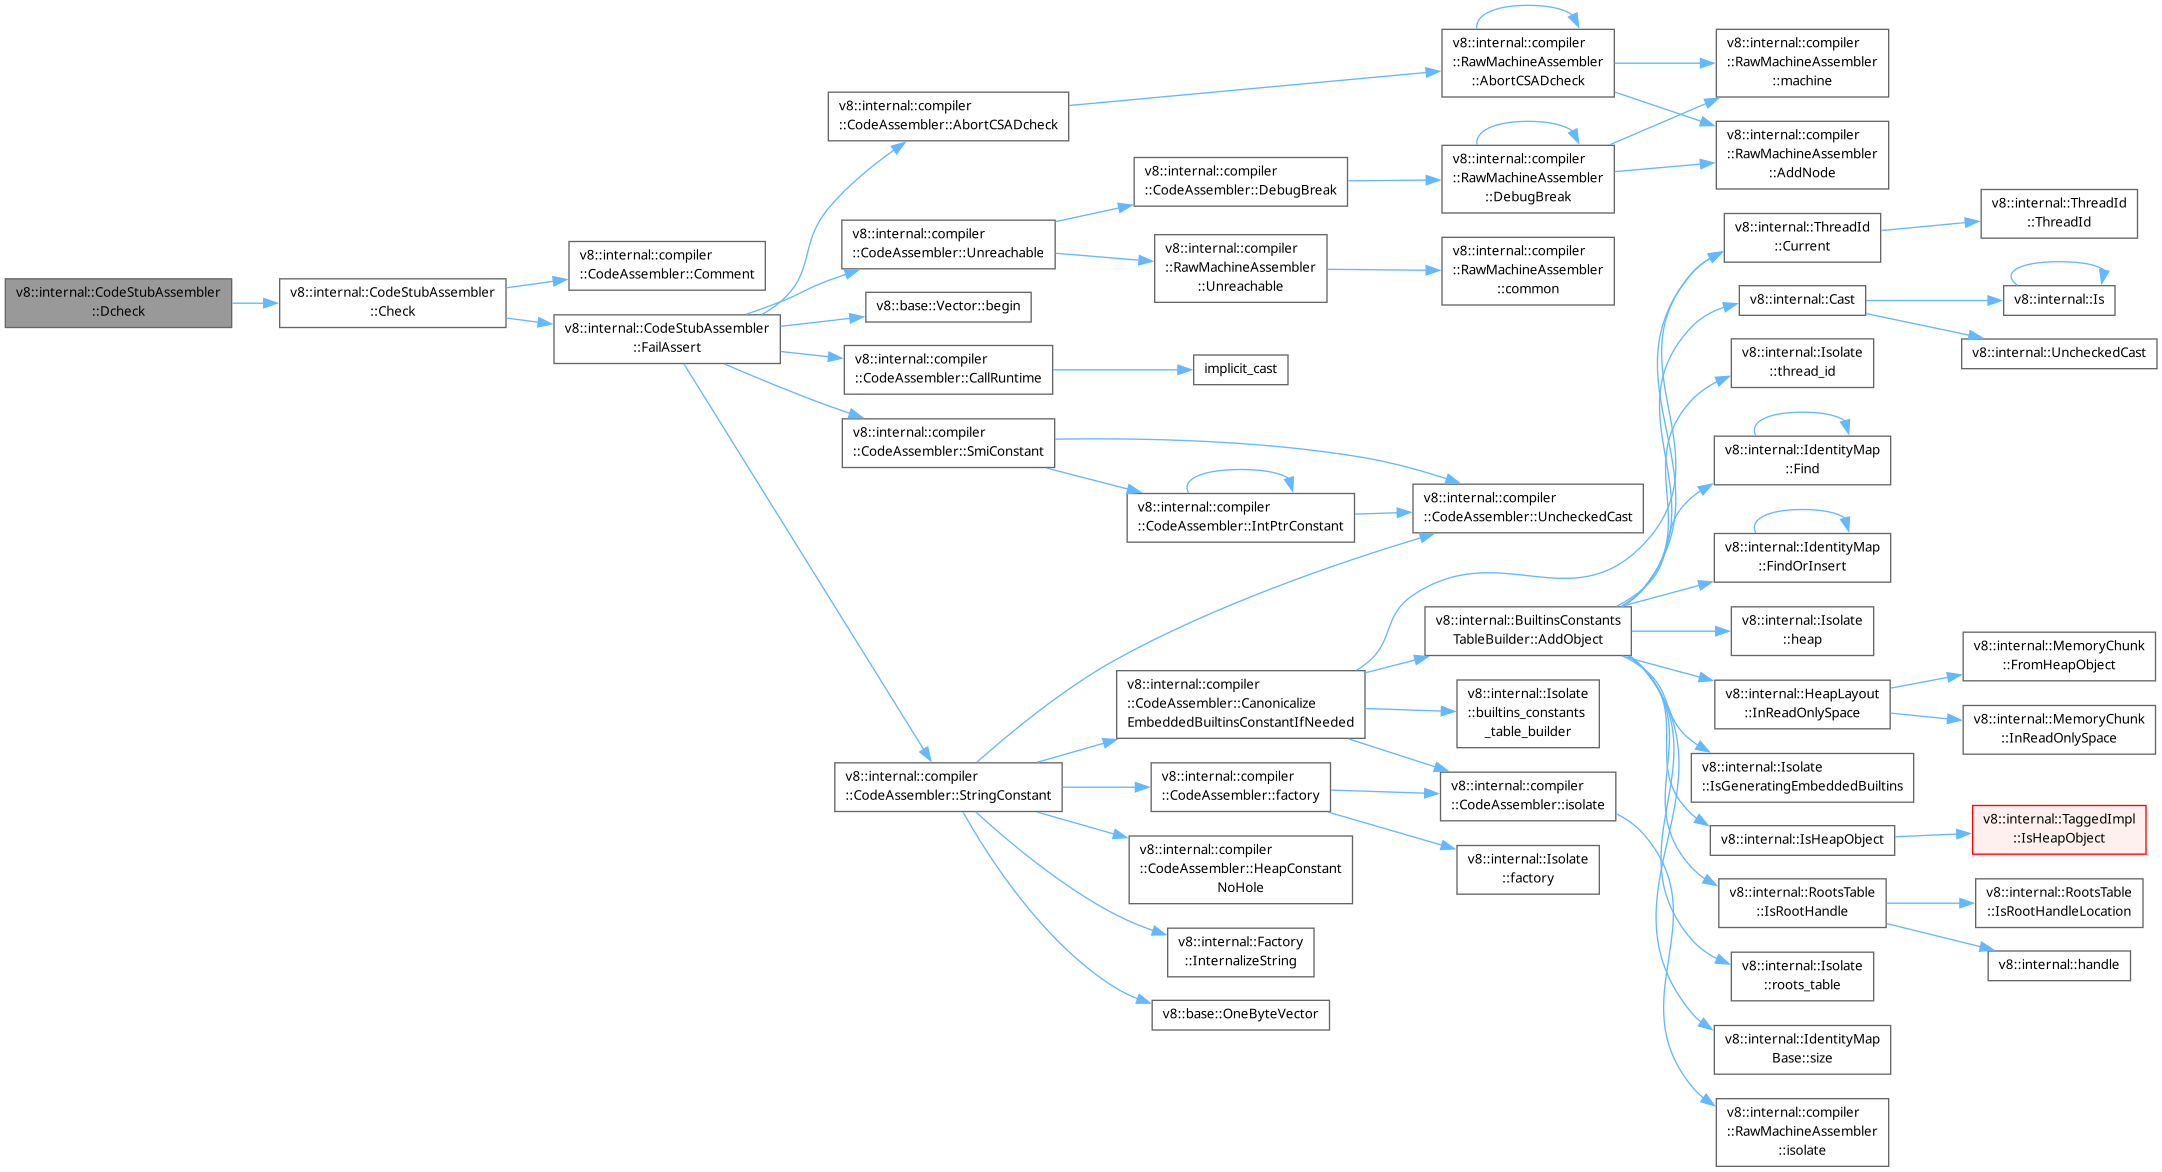 v8::internal::CodeStubAssembler
::Dcheck
v8::internal::CodeStubAssembler
::Check
v8::internal::compiler
::CodeAssembler::Comment
v8::internal::CodeStubAssembler
::FailAssert
v8::internal::compiler
::CodeAssembler::AbortCSADcheck
v8::internal::compiler
::CodeAssembler::Unreachable
v8::base::Vector::begin
v8::internal::compiler
::CodeAssembler::CallRuntime
v8::internal::compiler
::CodeAssembler::SmiConstant
v8::internal::compiler
::CodeAssembler::StringConstant
v8::internal::compiler
::CodeAssembler::DebugBreak
v8::internal::compiler
::RawMachineAssembler
::Unreachable
implicit_cast
v8::internal::compiler
::CodeAssembler::IntPtrConstant
v8::internal::compiler
::CodeAssembler::Canonicalize
EmbeddedBuiltinsConstantIfNeeded
v8::internal::compiler
::CodeAssembler::factory
v8::internal::compiler
::CodeAssembler::HeapConstant
NoHole
v8::internal::Factory
::InternalizeString
v8::base::OneByteVector
v8::internal::compiler
::RawMachineAssembler
::AbortCSADcheck
v8::internal::compiler
::RawMachineAssembler
::DebugBreak
v8::internal::compiler
::RawMachineAssembler
::common
v8::internal::compiler
::CodeAssembler::UncheckedCast
v8::internal::BuiltinsConstants
TableBuilder::AddObject
v8::internal::Isolate
::builtins_constants
_table_builder
v8::internal::compiler
::CodeAssembler::isolate
v8::internal::Isolate
::factory
v8::internal::compiler
::RawMachineAssembler
::machine
v8::internal::compiler
::RawMachineAssembler
::AddNode
v8::internal::ThreadId
::Current
v8::internal::Cast
v8::internal::Isolate
::thread_id
v8::internal::IdentityMap
::Find
v8::internal::IdentityMap
::FindOrInsert
v8::internal::Isolate
::heap
v8::internal::HeapLayout
::InReadOnlySpace
v8::internal::Isolate
::IsGeneratingEmbeddedBuiltins
v8::internal::IsHeapObject
v8::internal::RootsTable
::IsRootHandle
v8::internal::Isolate
::roots_table
v8::internal::IdentityMap
Base::size
v8::internal::compiler
::RawMachineAssembler
::isolate
v8::internal::ThreadId
::ThreadId
v8::internal::Is
v8::internal::UncheckedCast
v8::internal::MemoryChunk
::FromHeapObject
v8::internal::MemoryChunk
::InReadOnlySpace
v8::internal::TaggedImpl
::IsHeapObject
v8::internal::RootsTable
::IsRootHandleLocation
v8::internal::handle